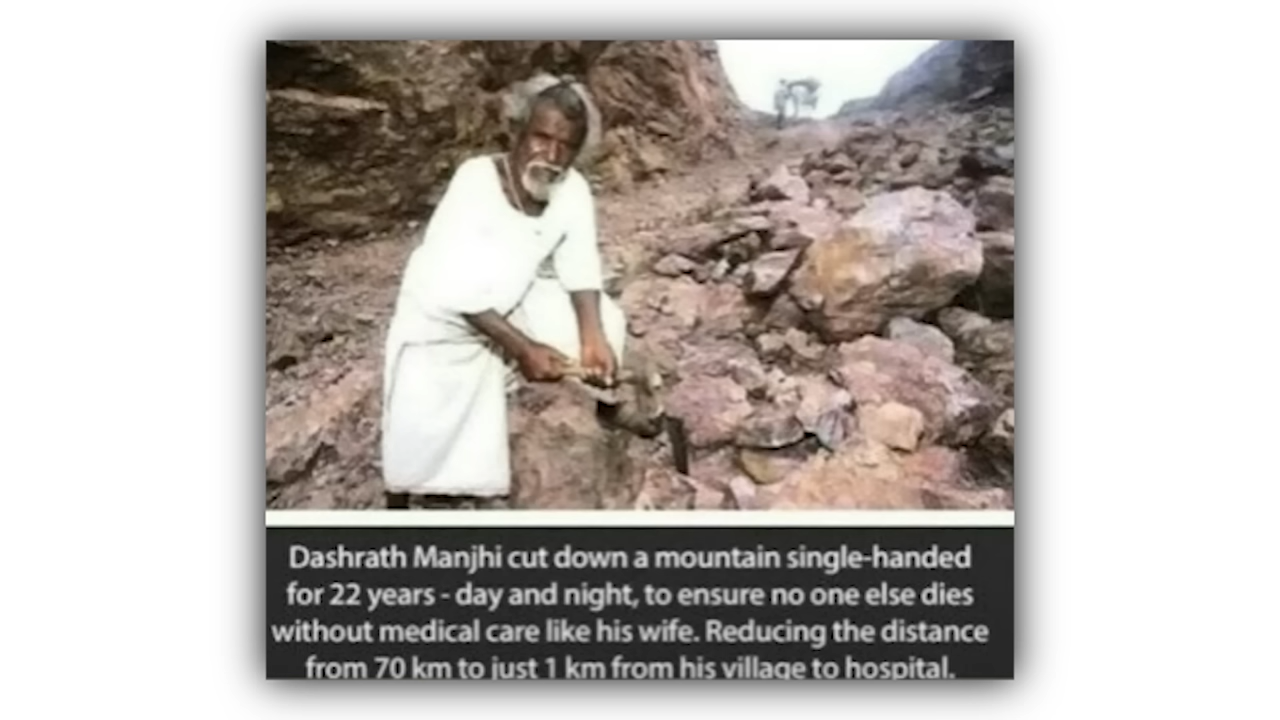 Dashrath Manjhi cut down a mountain single-handed
for 22 years - day and night, to ensure no one else dies
without medical care like his wife. Reducing the distance
from 70 km to just 1 km from his village to hospital.